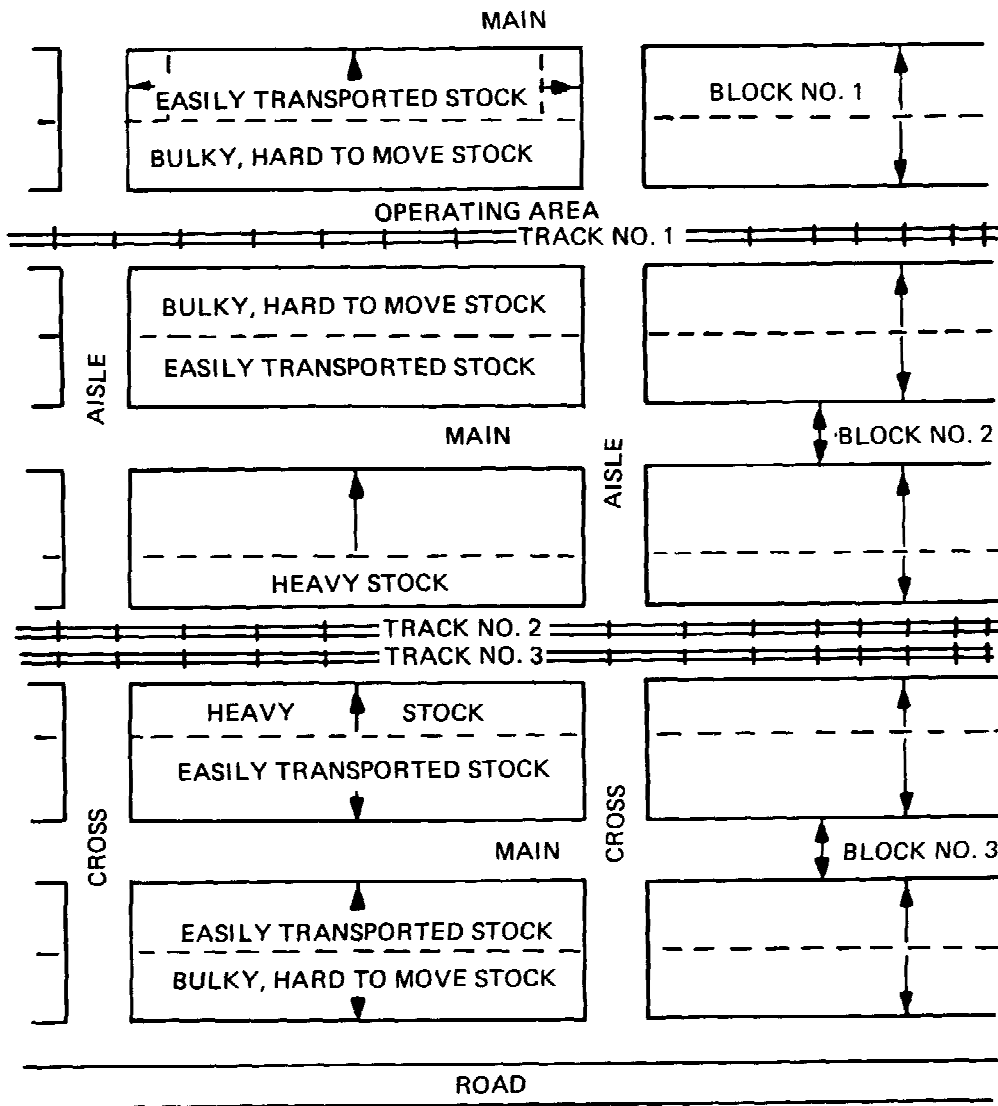 MAIN
EASILY TRANSPORTED STOCK
BLOCK NO. 1
BULKY, HARD TO MOVE STOCK
OPERATING AREA
TRACK NO. 1
BULKY, HARD TO MOVE STOCK
EASILY TRANSPORTED STOCK
AISLE
MAIN
BLOCK NO. 2
AISLE
HEAVY STOCK
TRACK NO. 2
TRACK NO. 3
HEAVY STOCK
EASILY TRANSPORTED STOCK
CROSS
CROSS
MAIN
BLOCK NO. 3
EASILY TRANSPORTED STOCK
BULKY, HARD TO MOVE STOCK
ROAD